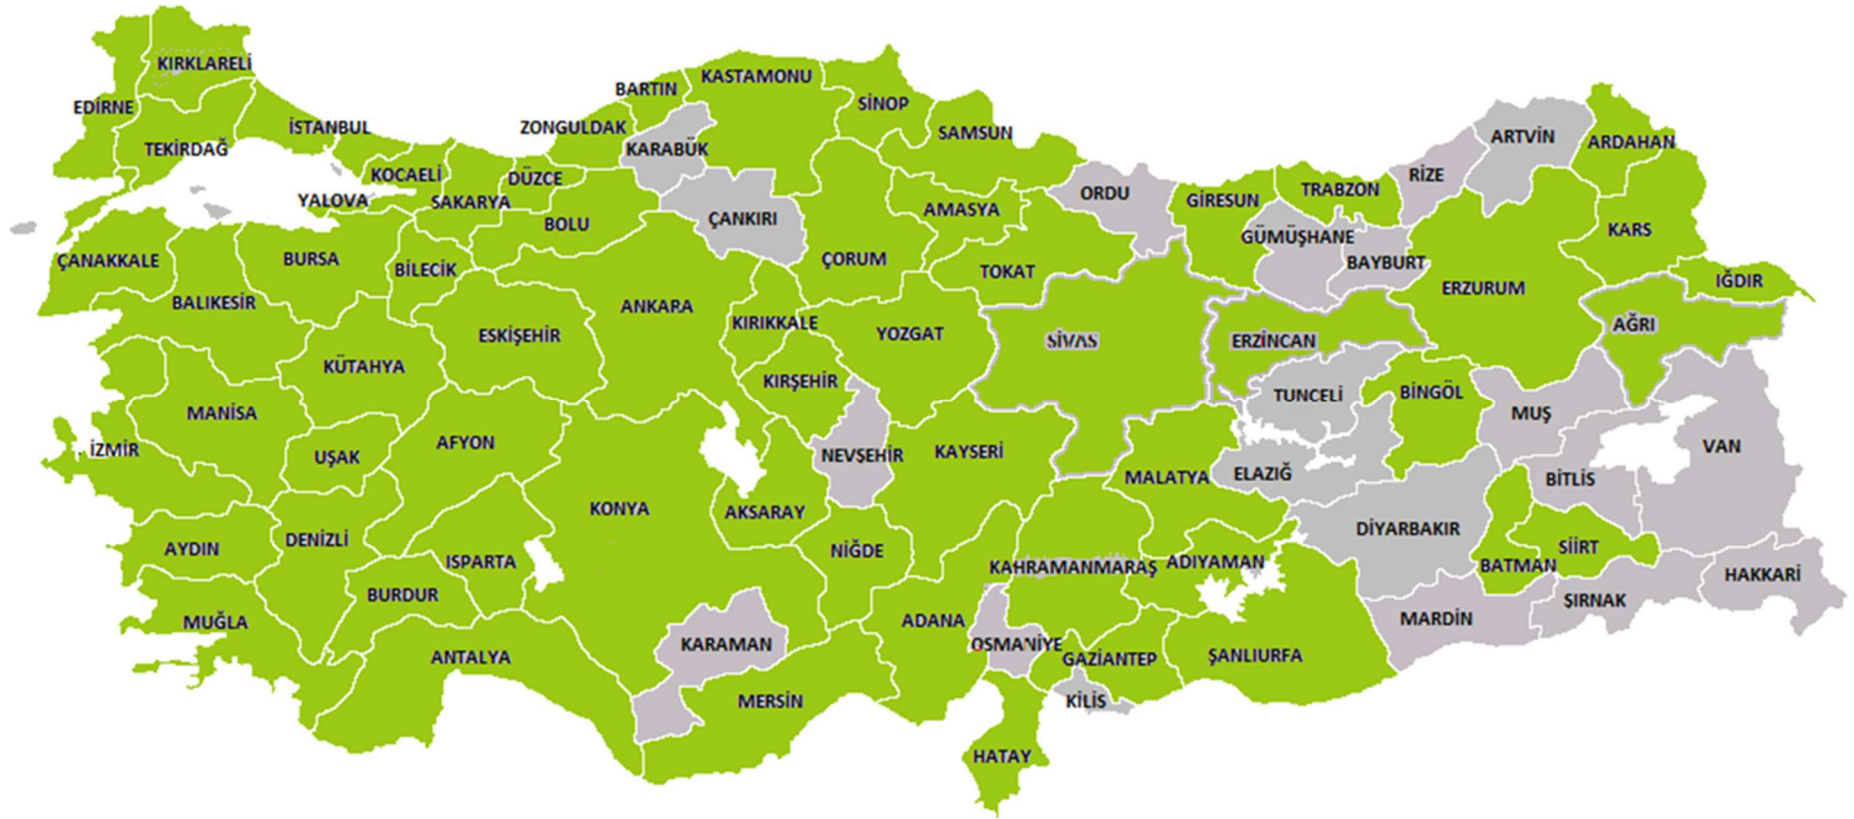 KIRKLARELİ
EDİRNE
TEKİRDAĞ
İSTANBUL
KOCAELİ
YALOVA
SAKARYA
DÜZCE
ZONGULDAK
BARTIN
KARABÜK
KASTAMONU
SİNOP
SAMSUN
BOLU
ÇANKIRI
AMASYA
ORDU
GİRESUN
TRABZON
RİZE
ARTVİN
ARDAHAN
GÜMÜŞHANE
BAYBURT
KARS
ÇANAKKALE
BURSA
BİLECİK
BALIKESİR
ÇORUM
TOKAT
ERZURUM
IĞDIR
ANKARA
ESKİŞEHİR
KIRIKKALE
YOZGAT
SİVAS
ERZİNCAN
AĞRI
KÜTAHYA
KIRŞEHİR
TUNCELİ
BİNGÖL
MUŞ
MANİSA
UŞAK
AFYON
İZMİR
NEVŞEHİR
KAYSERİ
MALATYA
ELAZIĞ
BİTLİS
VAN
KONYA
AKSARAY
DİYARBAKIR
AYDIN
DENİZLİ
ISPARTA
NİĞDE
KAHRAMANMARAŞ
ADIYAMAN
BATMAN
SİİRT
HAKKARİ
BURDUR
MUĞLA
ADANA
MARDİN
ŞIRNAK
ANTALYA
KARAMAN
OSMANİYE
GAZİANTEP
ŞANLIURFA
MERSİN
KİLİS
HATAY